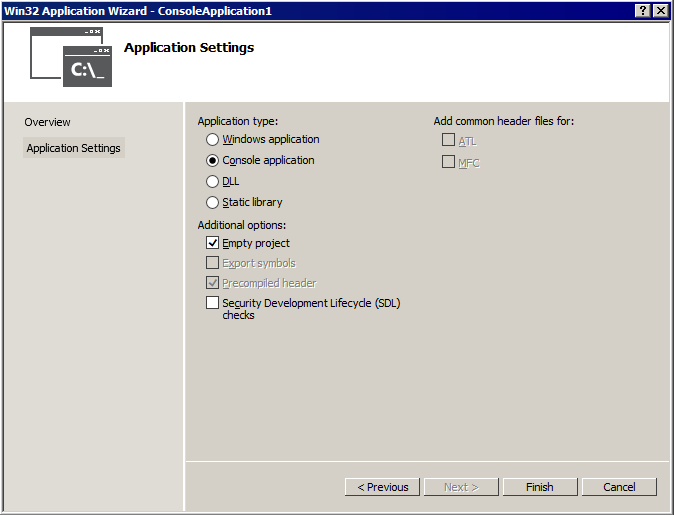 Win32 Application Wizard - ConsoleApplication1
C:\_
Application Settings
Overview
Application Settings
Application type:
Windows application
Console application
DLL
Static library
Additional options:
Empty project
Export symbols
Precompiled header
Security Development Lifecycle (SDL)
checks
Add common header files for:
ATL
MFC
< Previous
Next >
Finish
Cancel